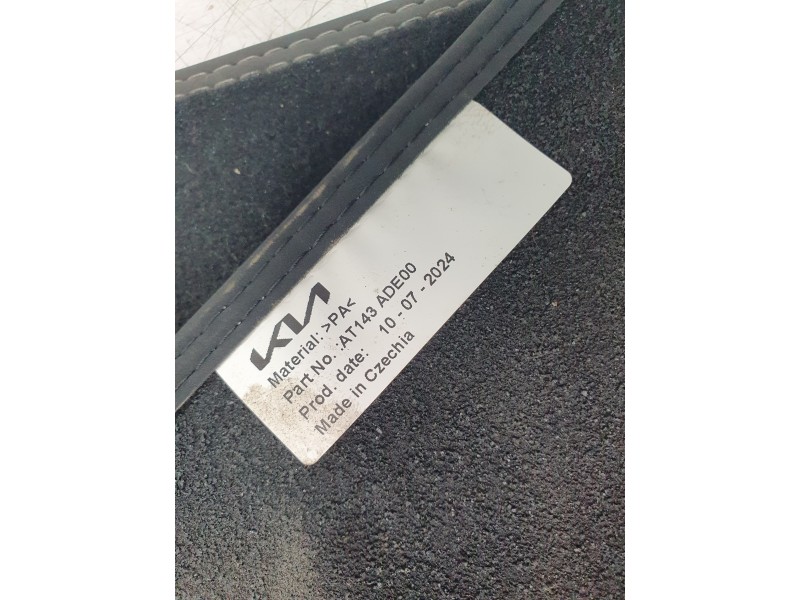 KIA
Material: >PA<
Part No. :AT143 ADE00
Prod. date: 10 - 07 - 2024
Made in Czechia